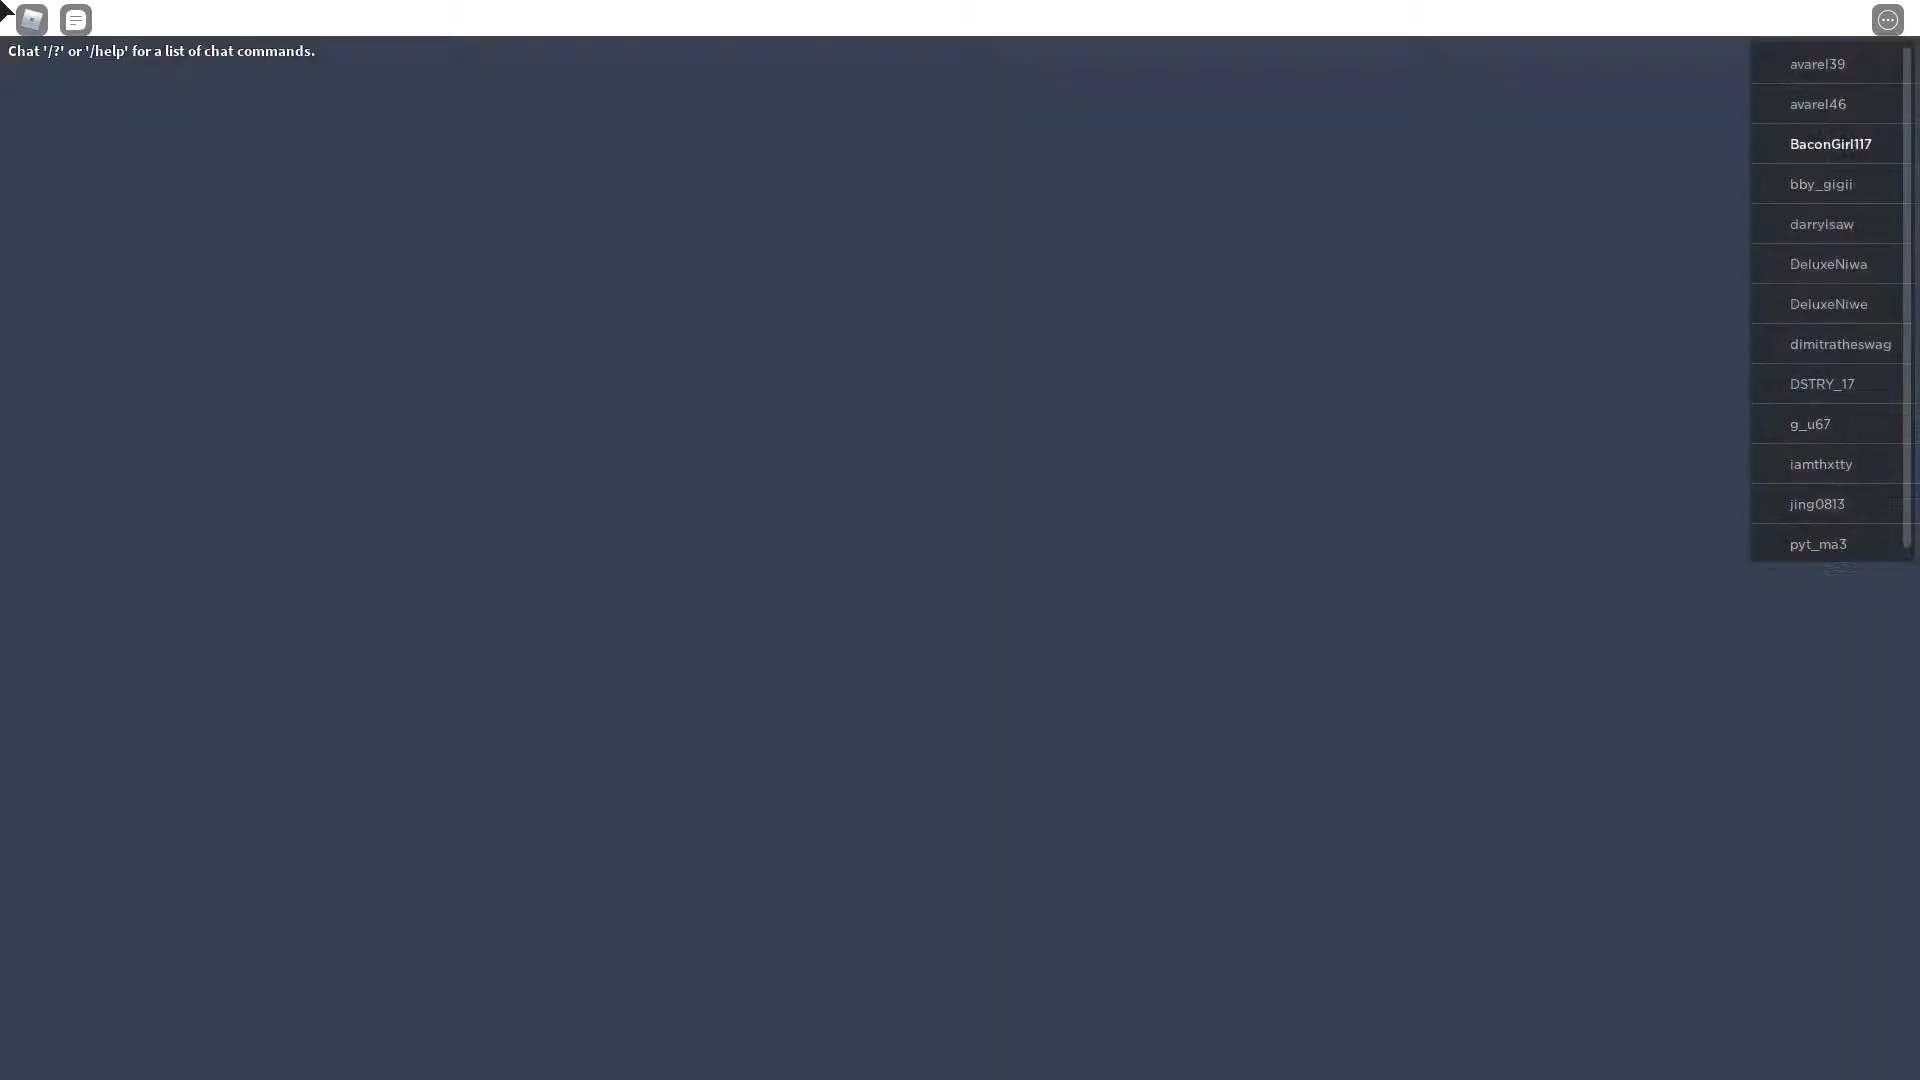 Chat '/?' or '/help' for a list of chat commands.
avarel39
avarel46
BaconGirl117
bby_gigii
darrylsaw
DeluxeNiwa
DeluxeNiwe
dimitratheswag
DSTRY_17
g_u67
iamthxtty
jing0813
pyt_ma3